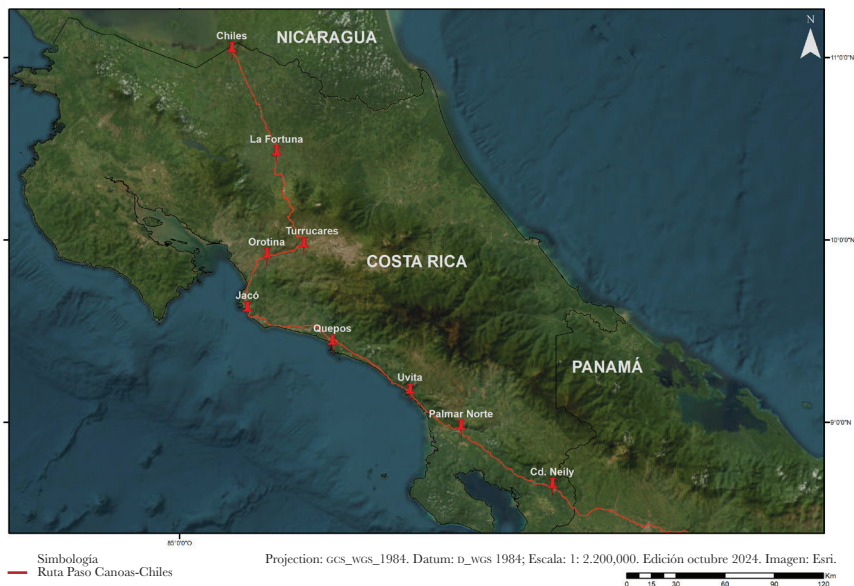 N
Chiles
NICARAGUA
11°0'0"N
La Fortuna
Turrucares
10°0'0"N
Orotina
COSTA RICA
Jacó
Quepos
PANAMÁ
Uvita
Palmar Norte
9°0'0"N
Cd. Neily
85°0'0"O
Simbología
Ruta Paso Canoas-Chiles
Projection: GCS_WGS_1984. Datum: D_WGS 1984; Escala: 1: 2.200,000. Edición octubre 2024. Imagen: Esri.
Km
0 15 30 60 90 120